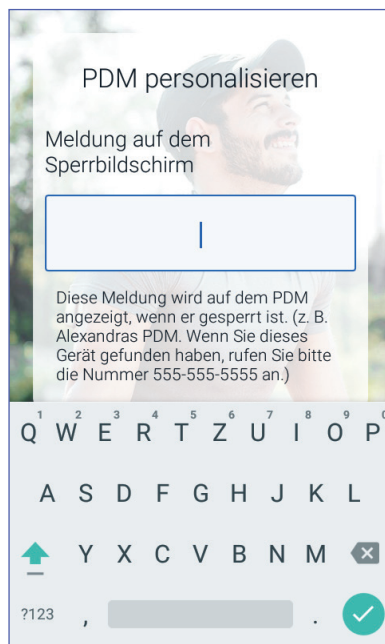 PDM personalisieren
Meldung auf dem
Sperrbildschirm
Diese Meldung wird auf dem PDM
angezeigt, wenn er gesperrt ist. (z. B.
Alexandras PDM. Wenn Sie dieses
Gerät gefunden haben, rufen Sie bitte
die Nummer 555-555-5555 an.)
1 2 3 4 5 6 7 8 9 0
Q W E R T Z U I O P
A S D F G H J K L
Y X C V B N M
?123 , .